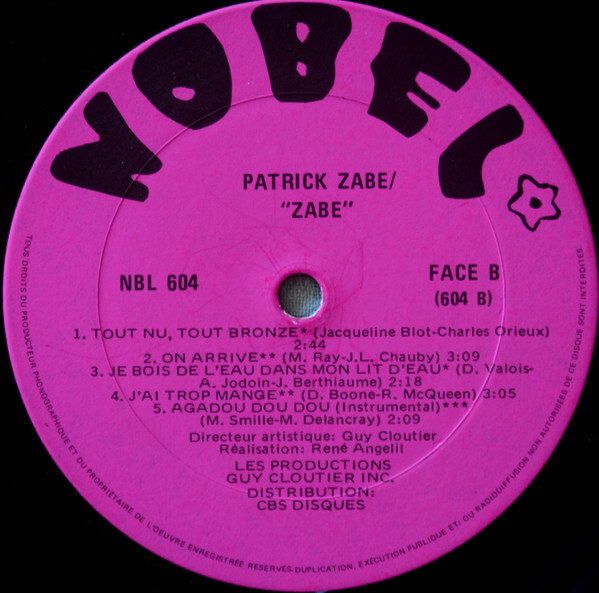 NOBEL
PATRICK ZABE/
"ZABE"
NBL 604
FACE B
(604 B)
1. TOUT NU, TOUT BRONZE* (Jacqueline Blot-Charles Orieux)
2:44
2. ON ARRIVE** (M. Ray-J.L. Chauby) 3:09
3. JE BOIS DE L'EAU DANS MON LIT D'EAU* (D. Valois-
A. Jodoin-J. Berthiaume) 2:18
4. J'AI TROP MANGE** (D. Boone-R. McQueen) 3:05
5. AGADOU DOU DOU (Instrumental)***
(M. Smille-M. Delancray) 2:09
Directeur artistique: Guy Cloutier
Réalisation: René Angelil
LES PRODUCTIONS
GUY CLOUTIER INC.
DISTRIBUTION:
CBS DISQUES
TOUS DROITS DU PRODUCTEUR PHONOGRAPHIQUE ET DU PROPRIÉTAIRE DE L'OEUVRE ENREGISTRÉE RESERVÉS DUPLICATION, EXÉCUTION PUBLIQUE ET/OU RADIODIFFUSION NON AUTORISÉES DE CE DISQUE SONT INTERDITES